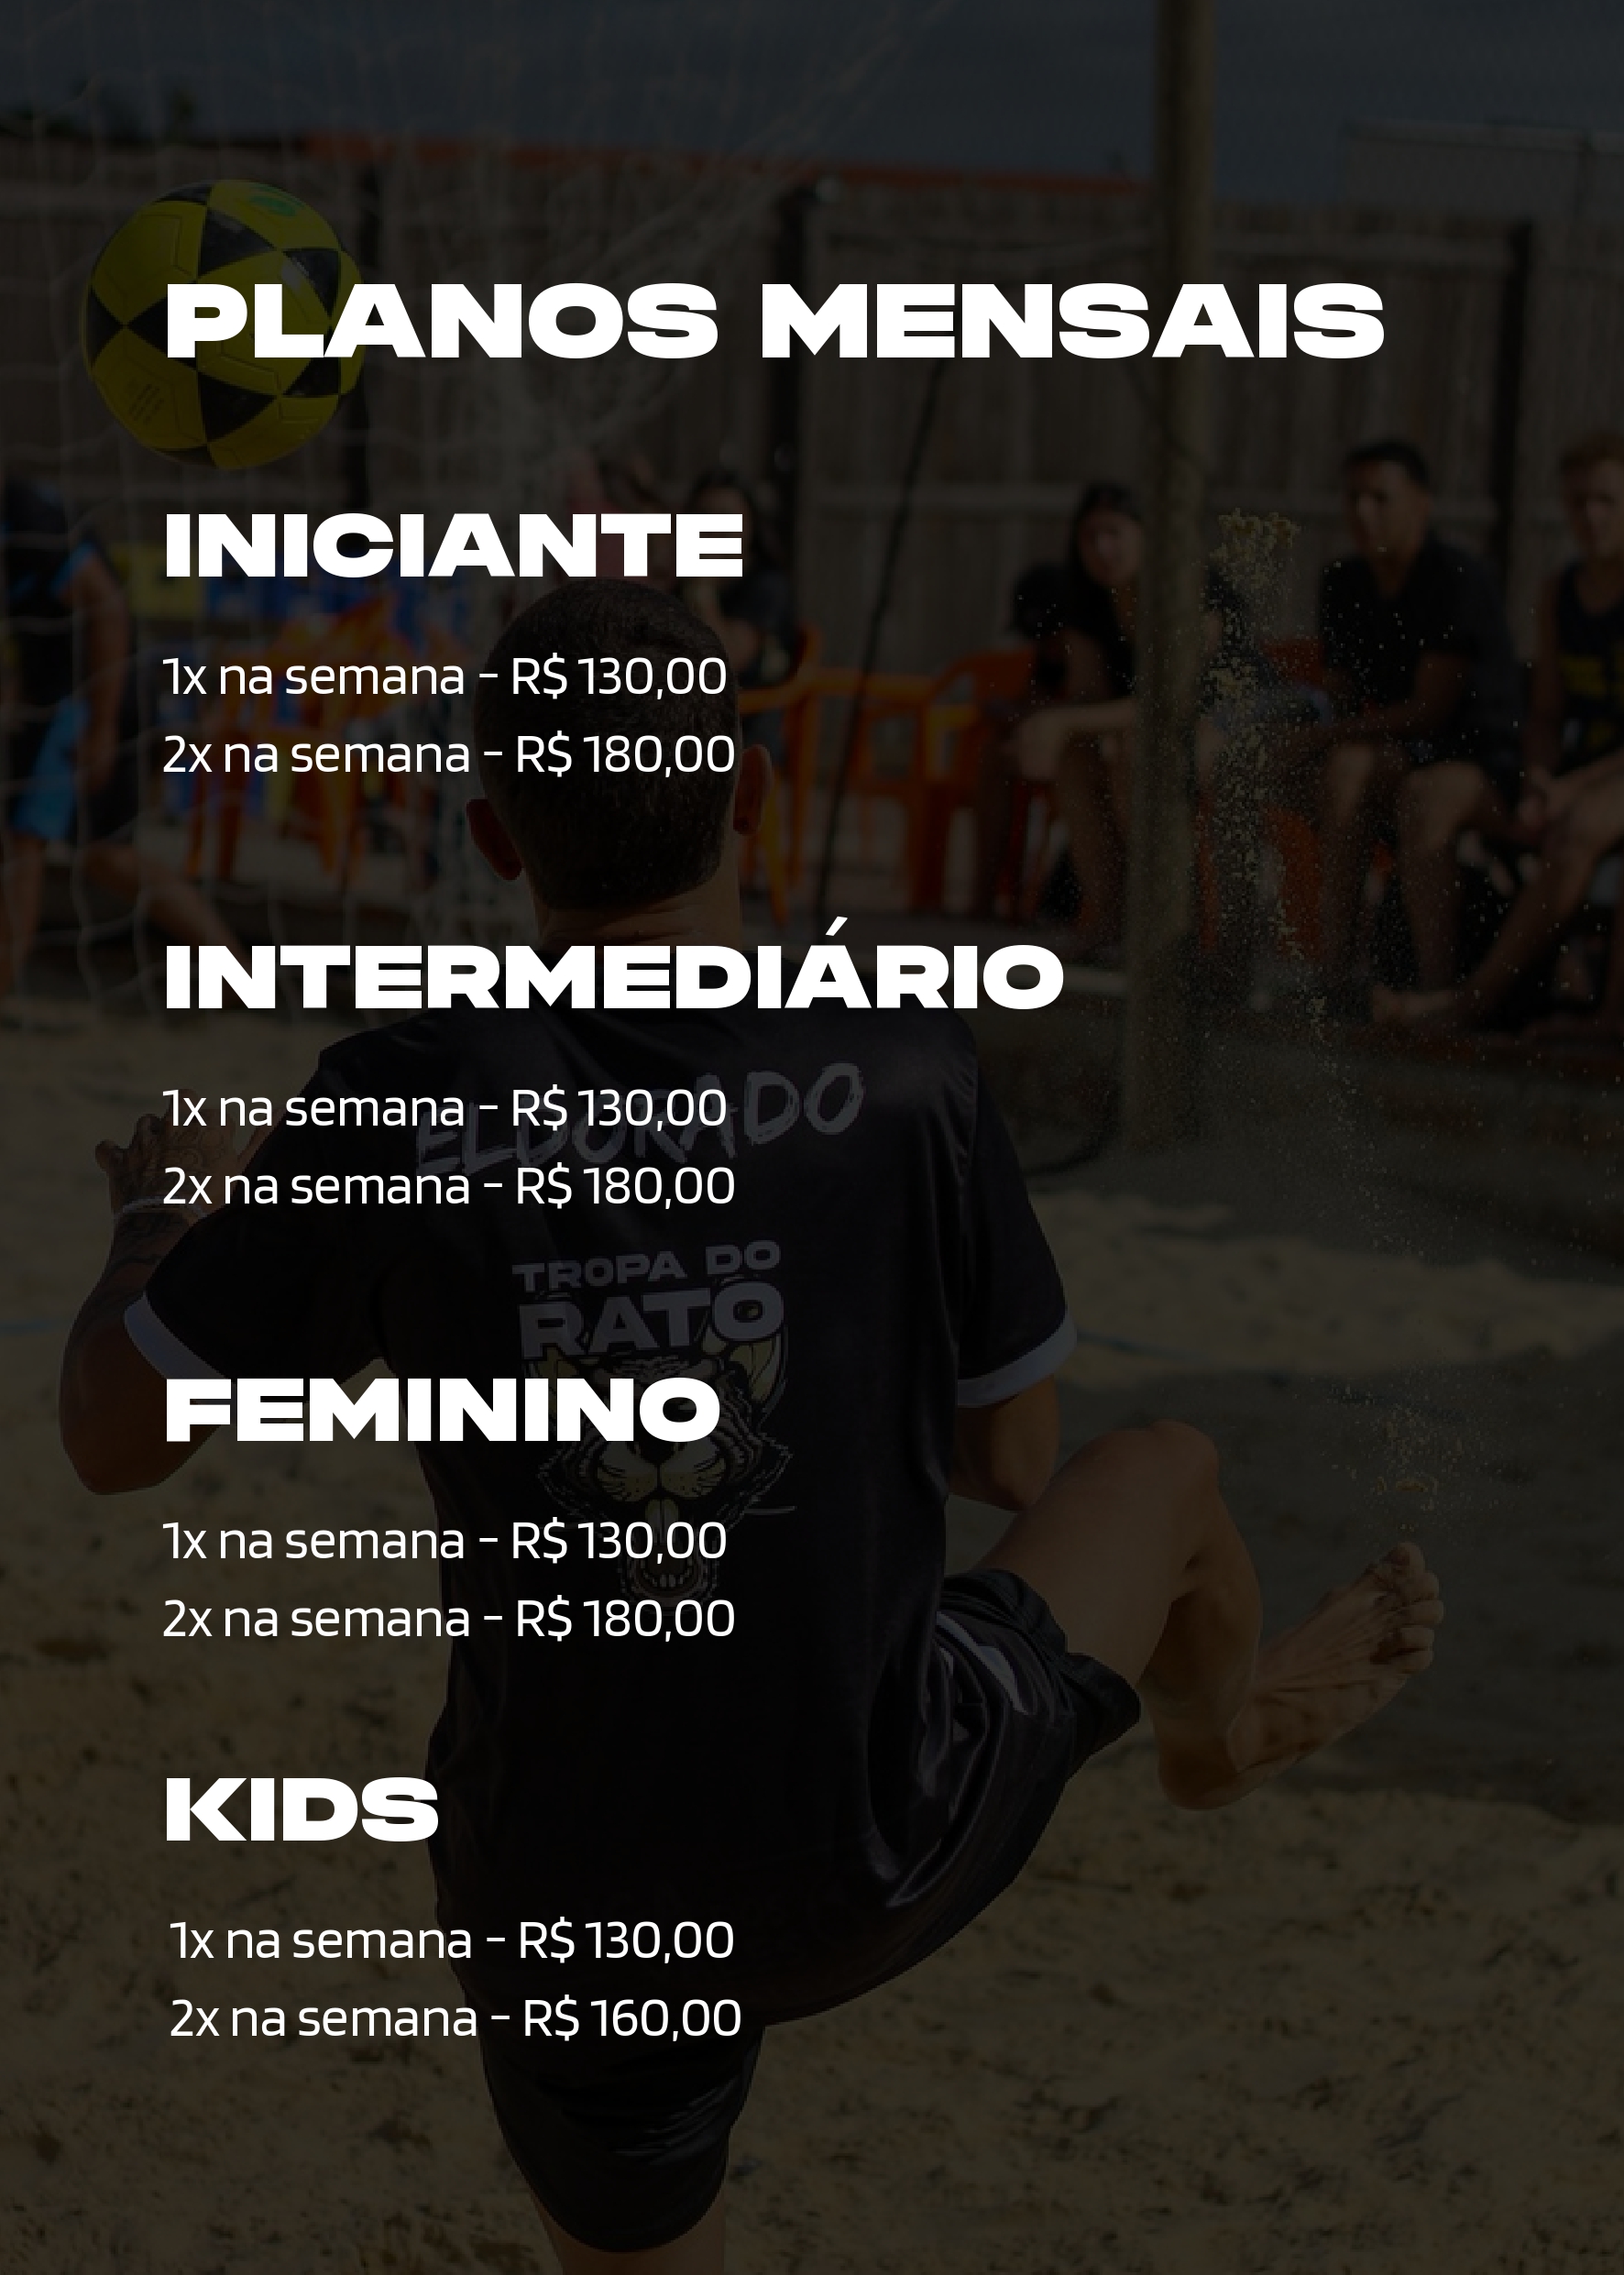 PLANOS MENSAIS
INICIANTE
1x na semana - R$ 130,00
2x na semana - R$ 180,00
INTERMEDIÁRIO
1x na semana - R$ 130,00
ELDORADO
2x na semana - R$ 180,00
TROPA DO
RATO
FEMININO
1x na semana - R$ 130,00
2x na semana - R$ 180,00
KIDS
1x na semana - R$ 130,00
2x na semana - R$ 160,00